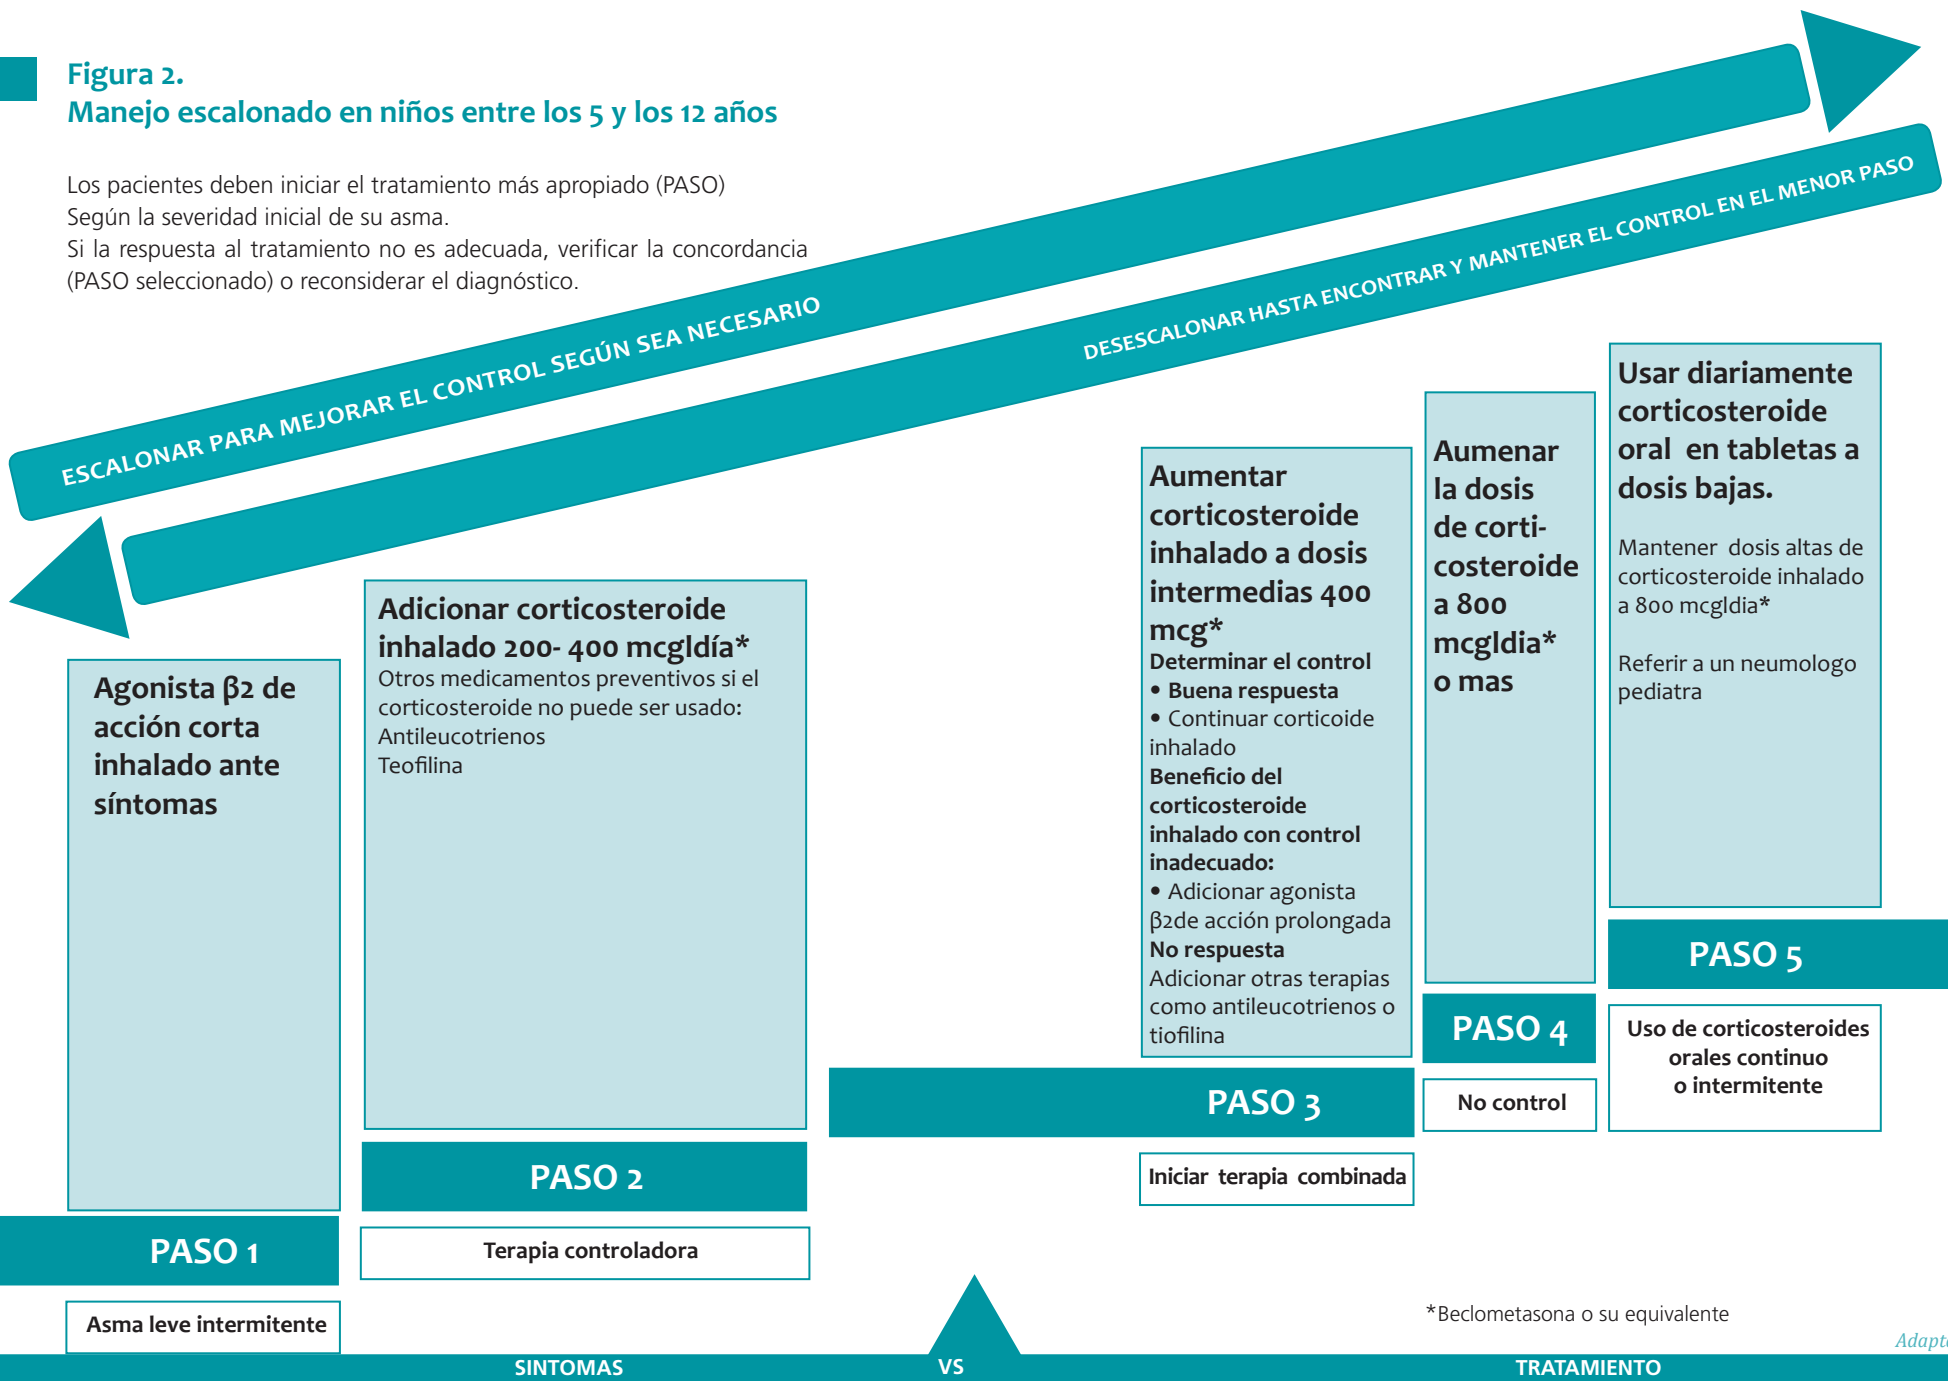 Figura 2.
Manejo escalonado en niños entre los 5 y los 12 años
Los pacientes deben iniciar el tratamiento más apropiado (PASO)
Según la severidad inicial de su asma.
Si la respuesta al tratamiento no es adecuada, verificar la concordancia
(PASO seleccionado) o reconsiderar el diagnóstico.
ESCALONAR PARA MEJORAR EL CONTROL SEGÚN SEA NECESARIO
DESESCALONAR HASTA ENCONTRAR Y MANTENER EL CONTROL EN EL MENOR PASO
Agonista β2 de
acción corta
inhalado ante
síntomas
PASO 1
Asma leve intermitente
Adicionar corticosteroide
inhalado 200- 400 mcgldía*
Otros medicamentos preventivos si el
corticosteroide no puede ser usado:
Antileucotrienos
Teofilina
PASO 2
Terapia controladora
Aumentar
corticosteroide
inhalado a dosis
intermedias 400
mcg*
Determinar el control
• Buena respuesta
• Continuar corticoide
inhalado
Beneficio del
corticosteroide
inhalado con control
inadecuado:
• Adicionar agonista
β2de acción prolongada
No respuesta
Adicionar otras terapias
como antileucotrienos o
tiofilina
PASO 3
Iniciar terapia combinada
Aumenar
la dosis
de corti-
costeroide
a 800
mcgldia*
o mas
PASO 4
No control
Usar diariamente
corticosteroide
oral en tabletas a
dosis bajas.
Mantener dosis altas de
corticosteroide inhalado
a 800 mcgldia*
Referir a un neumologo
pediatra
PASO 5
Uso de corticosteroides
orales continuo
o intermitente
*Beclometasona o su equivalente
Adapt
SINTOMAS VS TRATAMIENTO